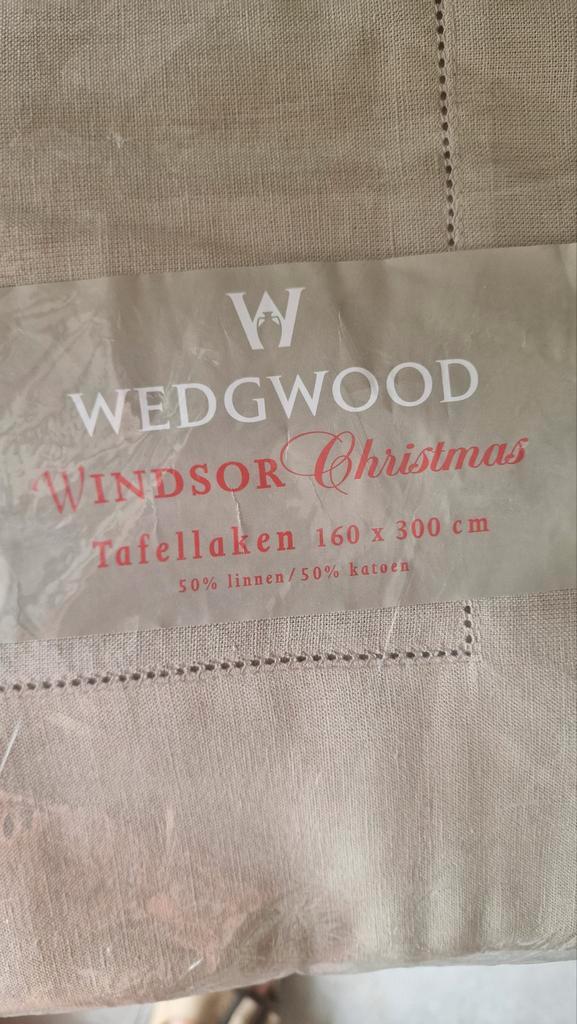 W
WEDGWOOD
WINDSOR Christmas
Tafellaken 160 x 300 cm
50% linnen/50% katoen